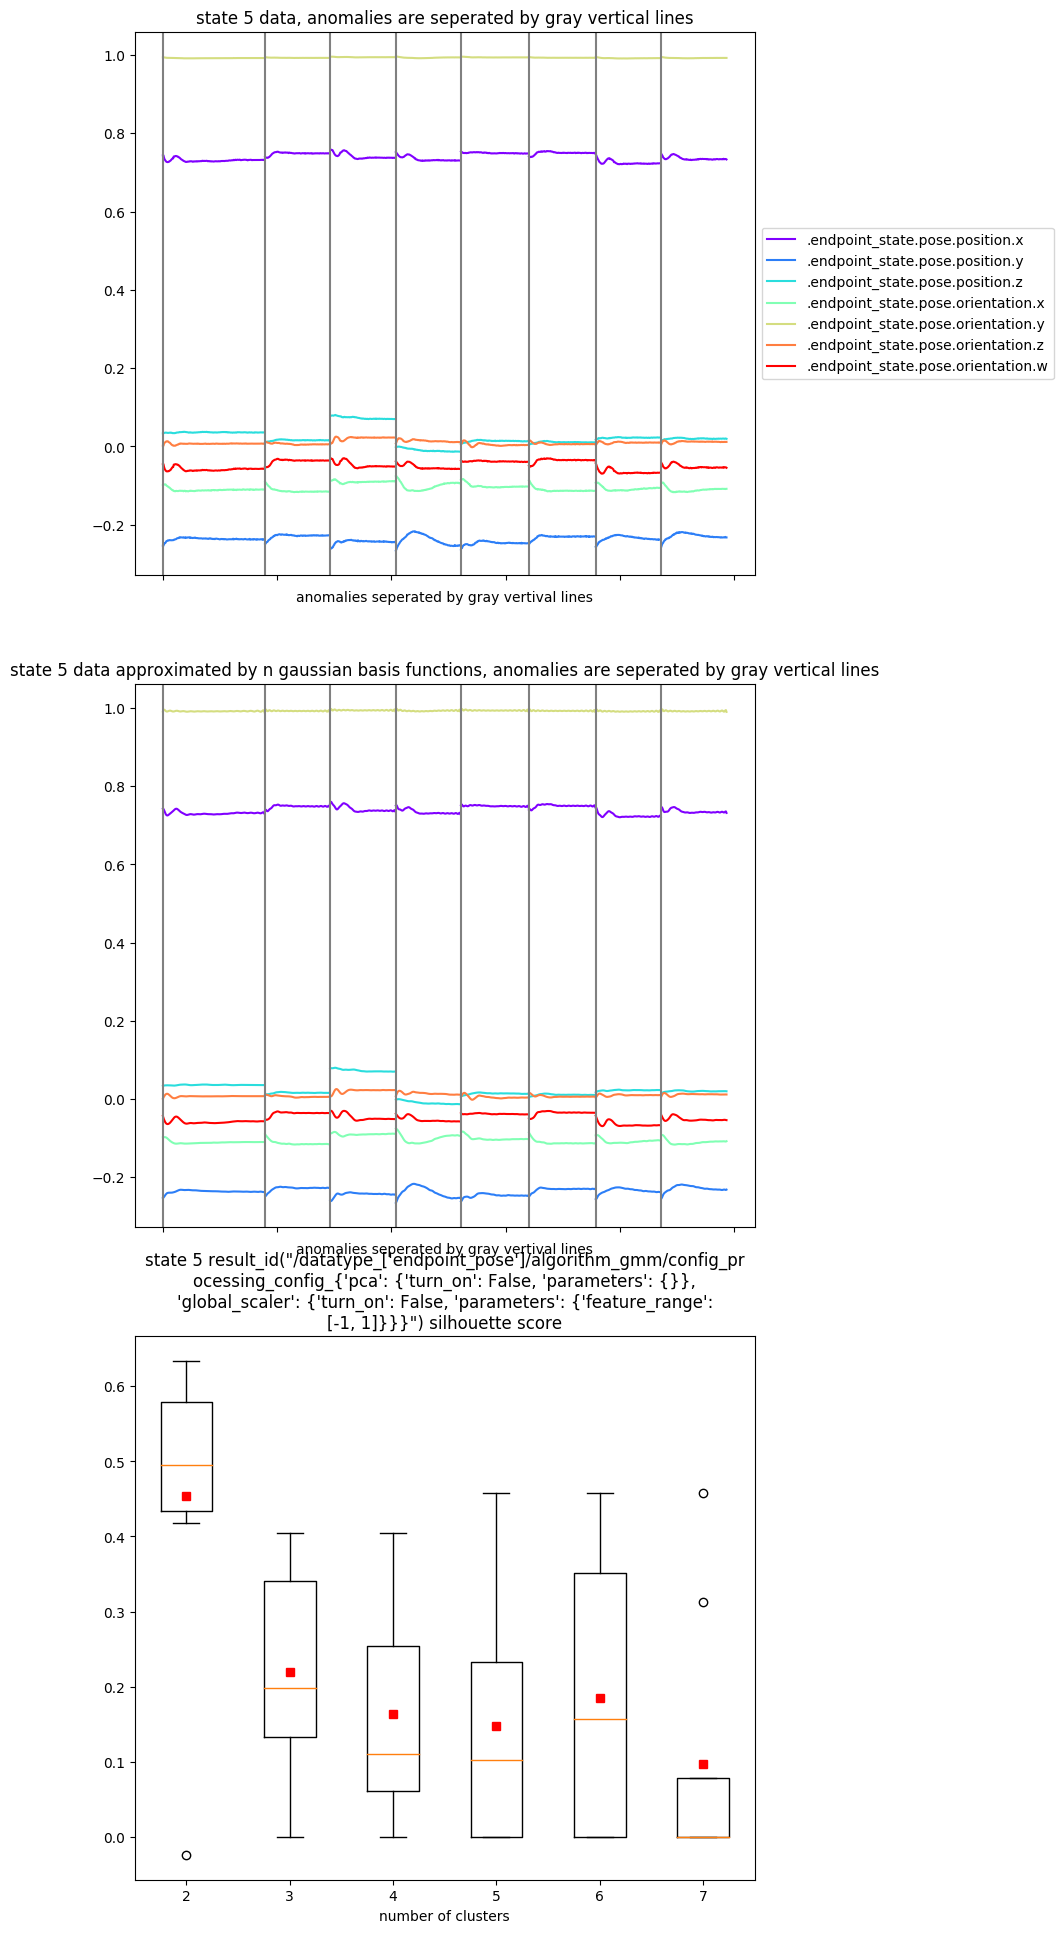 state 5 data, anomalies are seperated by gray vertical lines
1.0
0.8
0.6
0.4
0.2
0.0
−0.2
.endpoint_state.pose.position.x
.endpoint_state.pose.position.y
.endpoint_state.pose.position.z
.endpoint_state.pose.orientation.x
.endpoint_state.pose.orientation.y
.endpoint_state.pose.orientation.z
.endpoint_state.pose.orientation.w
anomalies seperated by gray vertival lines
state 5 data approximated by n gaussian basis functions, anomalies are seperated by gray vertical lines
1.0
0.8
0.6
0.4
0.2
0.0
−0.2
anomalies seperated by gray vertical lines
state 5 result_id("/datatype_['endpoint_pose']/algorithm_gmm/config_pr
ocessing_config_{'pca': {'turn_on': False, 'parameters': {}},
'global_scaler': {'turn_on': False, 'parameters': {'feature_range':
[-1, 1]}}}") silhouette score
0.6
0.5
0.4
0.3
0.2
0.1
0.0
2 3 4 5 6 7
number of clusters